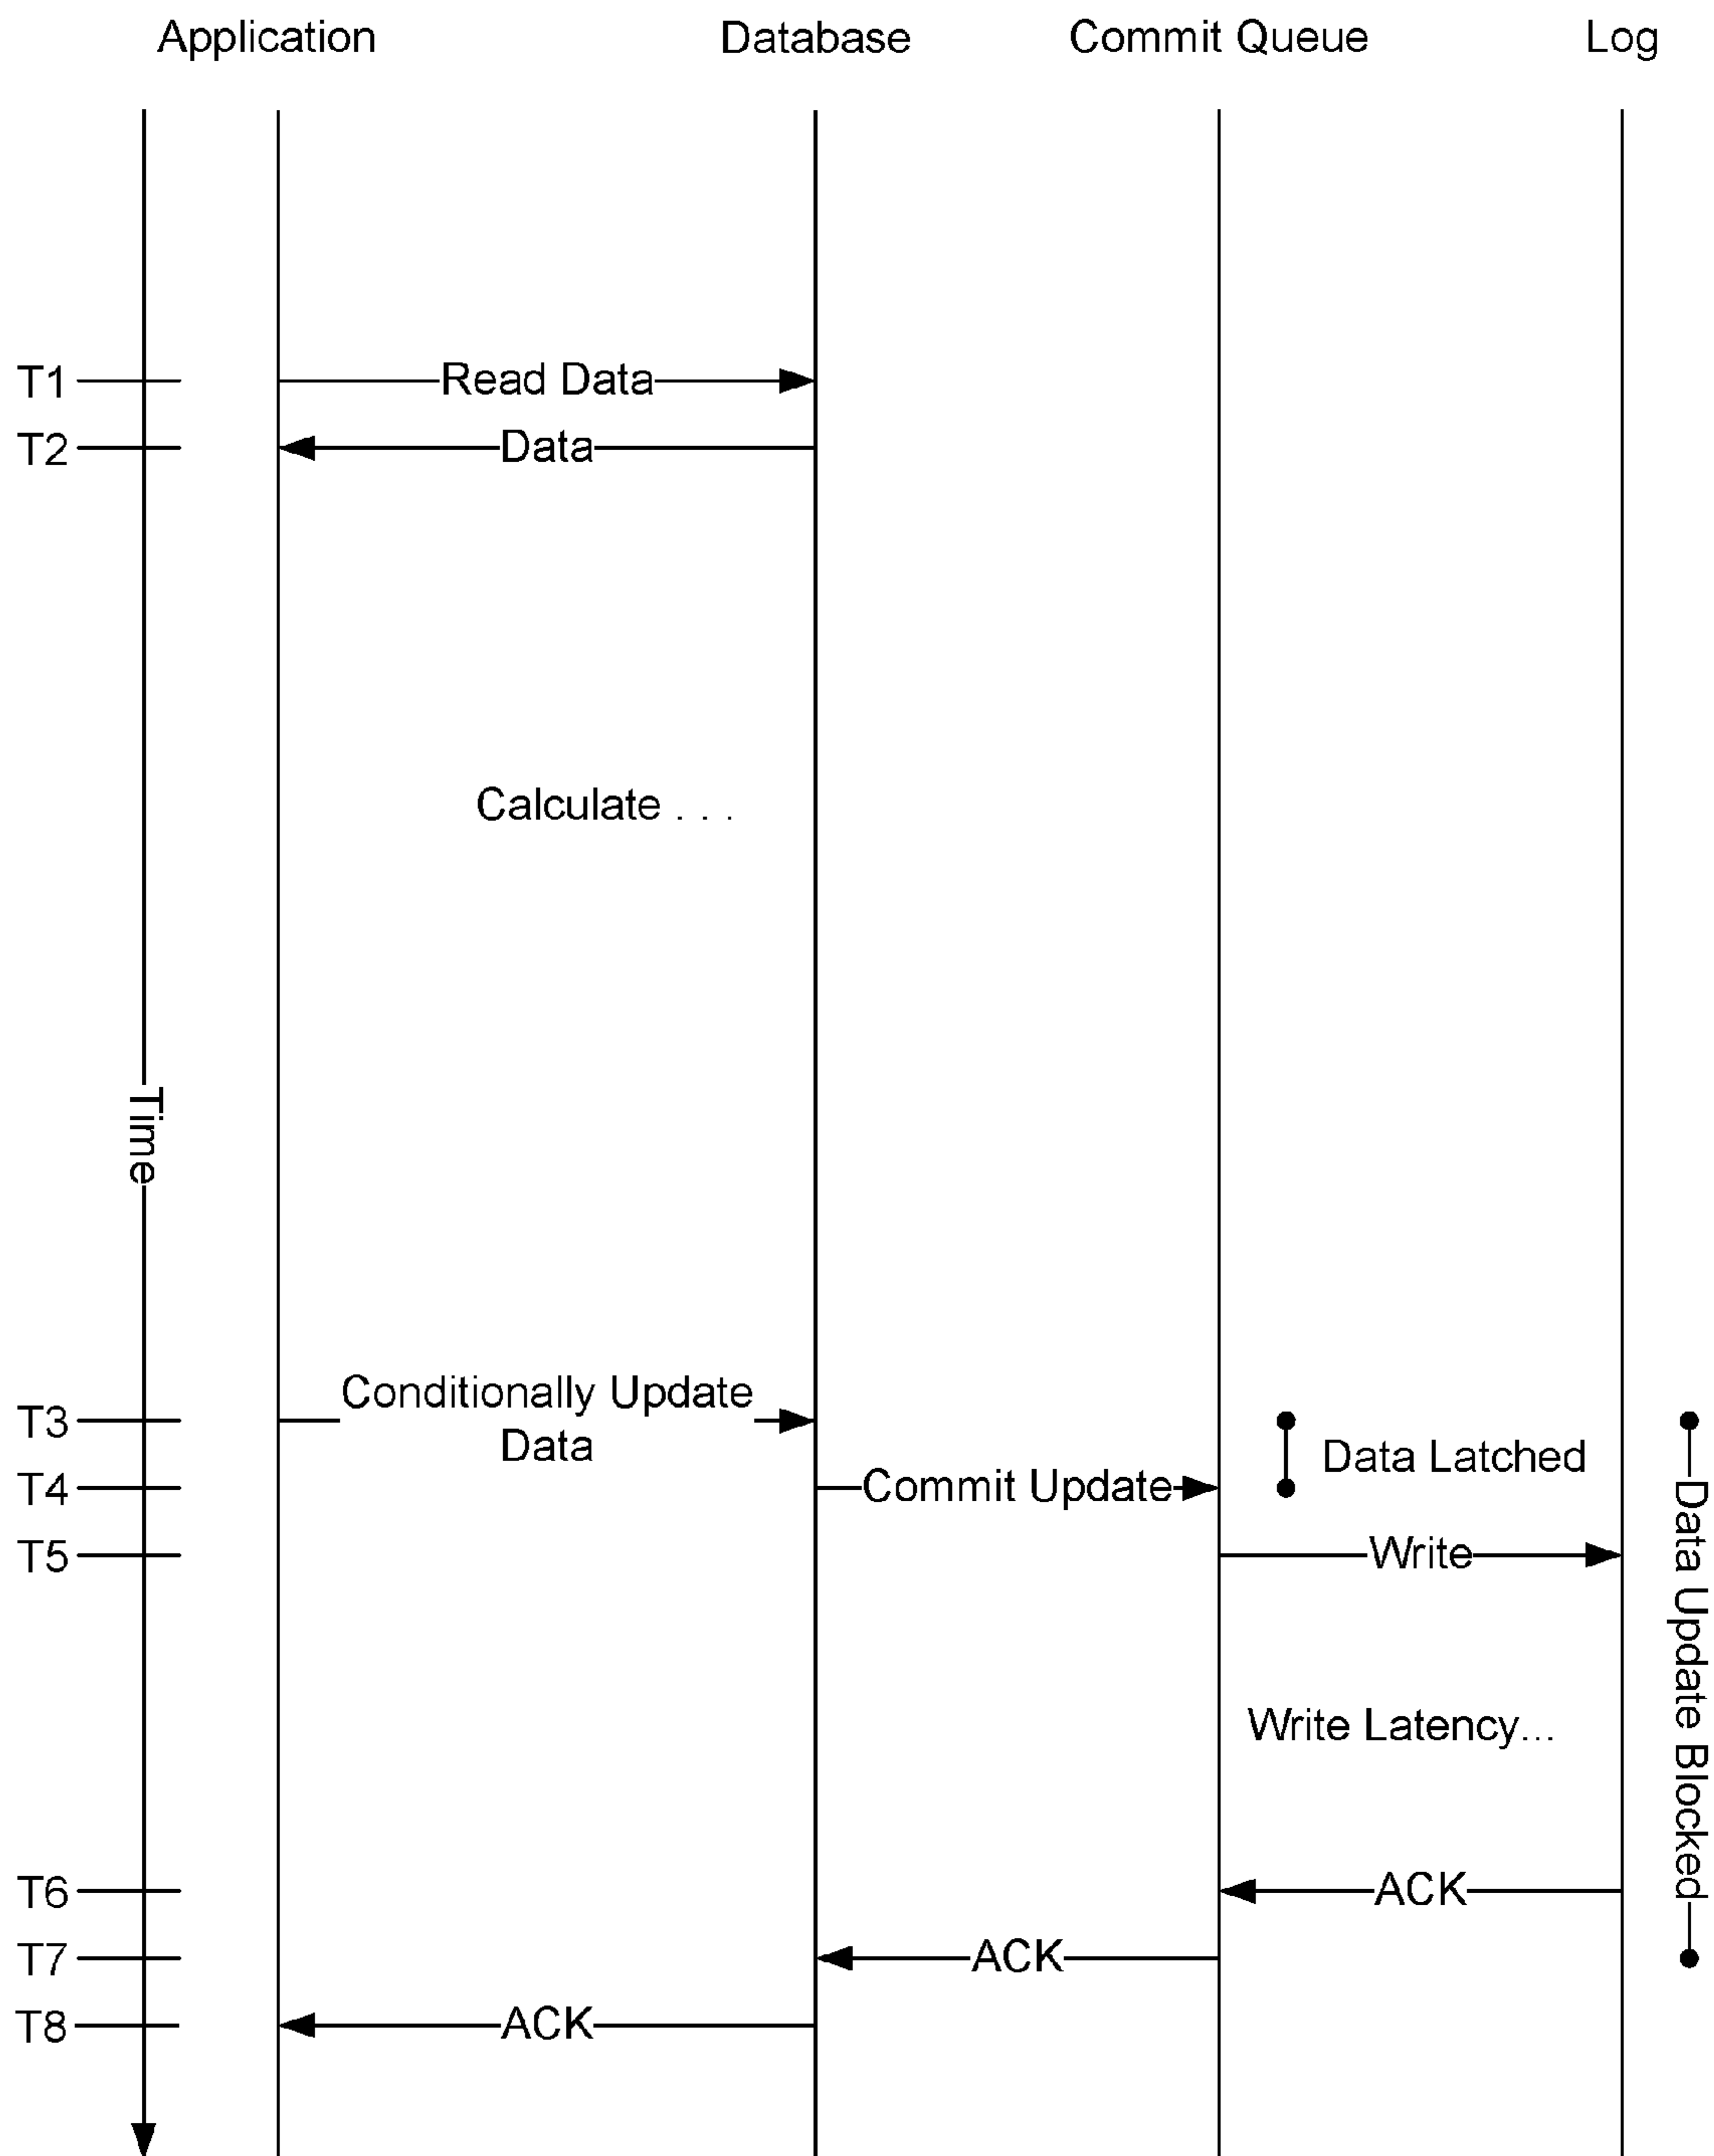 Application
Database
Commit Queue
Log
T1
Read Data
T2
Data
Calculate . . .
Time
T3
Conditionally Update
Data
Data Latched
T4
Commit Update
T5
Write
Data Update Blocked
Write Latency...
T6
ACK
T7
ACK
T8
ACK